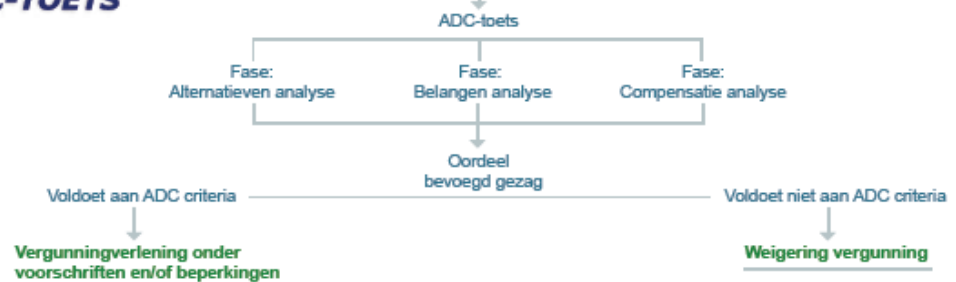 C-TOETS
ADC-toets
Fase:
Alternatieven analyse
Fase:
Belangen analyse
Fase:
Compensatie analyse
Oordeel
bevoegd gezag
Voldoet aan ADC criteria
Voldoet niet aan ADC criteria
Vergunningverlening onder
voorschriften en/of beperkingen
Weigering vergunning